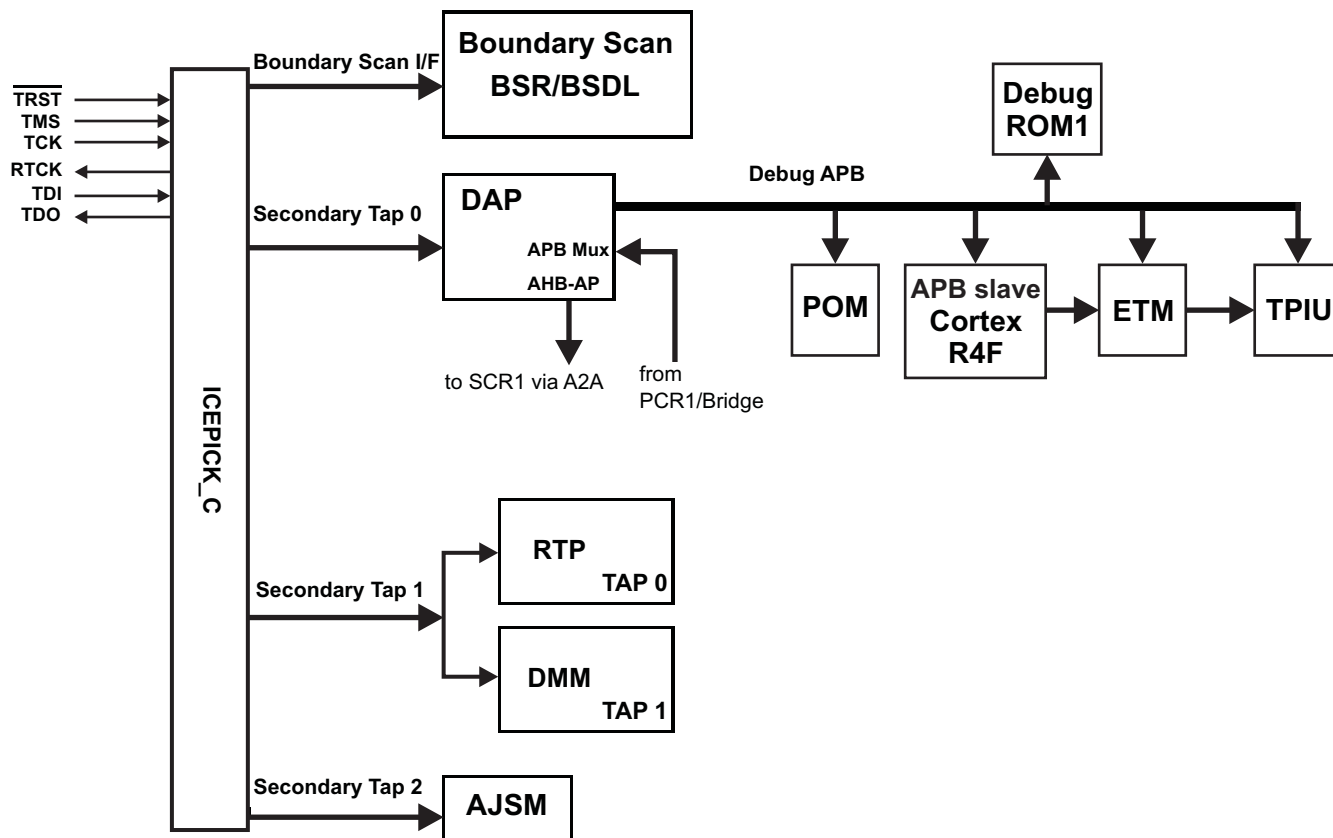 Boundary Scan I/F
Boundary Scan
BSR/BSDL
TRST
TMS
TCK
RTCK
TDI
TDO
Debug
ROM1
Debug APB
Secondary Tap 0
DAP
APB Mux
AHB-AP
POM
APB slave
Cortex
R4F
ETM
TPIU
to SCR1 via A2A
from
PCR1/Bridge
ICEPICK_C
RTP
TAP 0
Secondary Tap 1
DMM
TAP 1
Secondary Tap 2
AJSM